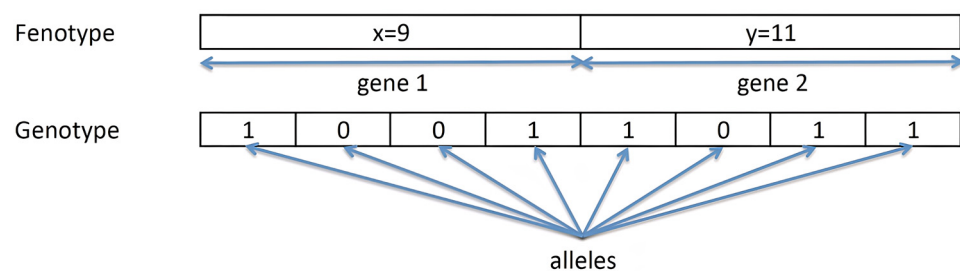 Fenotype x=9 y=11
gene 1 gene 2
Genotype 1 0 0 1 1 0 1 1
alleles